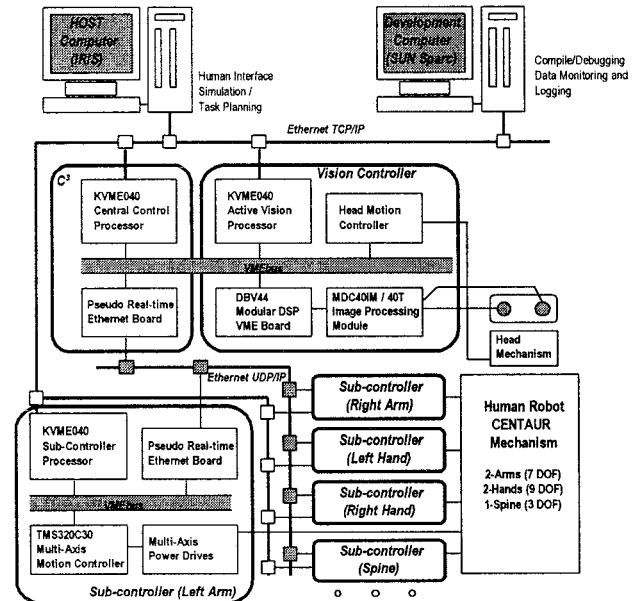 HOST
Computer
(IRIS)
Human Interface
Simulation /
Task Planning
Development
Computer
(SUN Sparc)
Compile/Debugging
Data Monitoring and
Logging
Ethernet TCP/IP
C³
KVME040
Central Control
Processor
Pseudo Real-time
Ethernet Board
Vision Controller
KVME040
Active Vision
Processor
Head Motion
Controller
VMEbus
DBV44
Modular DSP
VME Board
MDC40IM / 40T
Image Processing
Module
Head
Mechanism
Ethernet UDP/IP
KVME040
Sub-Controller
Processor
Pseudo Real-time
Ethernet Board
VMEbus
TMS320C30
Multi-Axis
Motion Controller
Multi-Axis
Power Drives
Sub-controller (Left Arm)
Sub-controller
(Right Arm)
Sub-controller
(Left Hand)
Sub-controller
(Right Hand)
Sub-controller
(Spine)
Human Robot
CENTAUR
Mechanism
2-Arms (7 DOF)
2-Hands (9 DOF)
1-Spine (3 DOF)